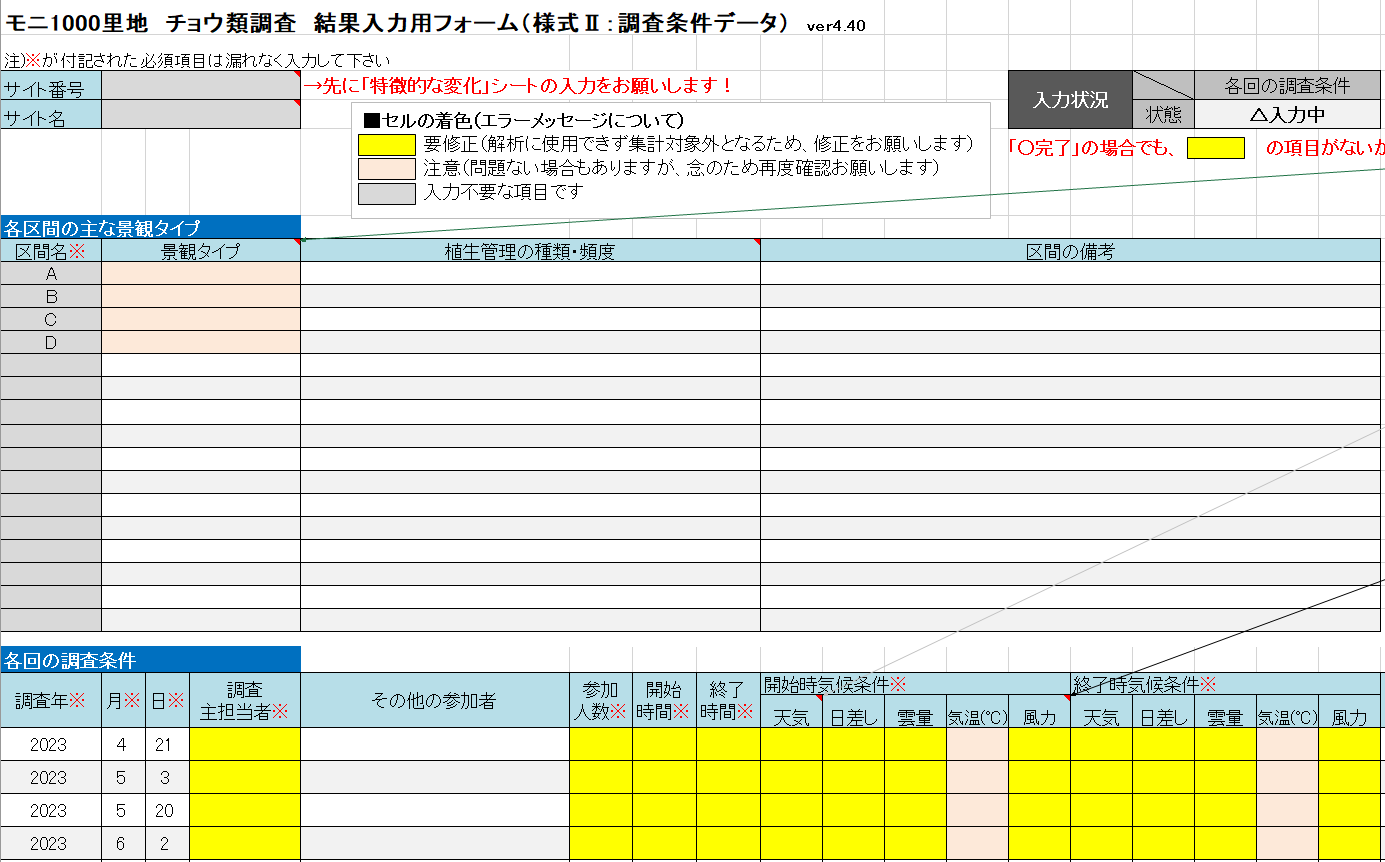 モニ1000里地　チョウ類調査　結果入力用フォーム（様式Ⅱ：調査条件データ） ver4.40
注）※が付記された必須項目は漏れなく入力して下さい
サイト番号 →先に「特徴的な変化」シートの入力をお願いします！
サイト名
入力状況 各回の調査条件
状態 △入力中
■セルの着色（エラーメッセージについて）
要修正（解析に使用できず集計対象外となるため、修正をお願いします）
注意（問題ない場合もありますが、念のため再度確認お願いします）
入力不要な項目です
「〇完了」の場合でも、 の項目がないか
各区間の主な景観タイプ
区間名※ 景観タイプ 植生管理の種類・頻度 区間の備考
A
B
C
D
各回の調査条件
調査年※ 月※ 日※ 調査主担当者※ その他の参加者 参加人数※ 開始時間※ 終了時間※ 開始時気候条件※ 終了時気候条件※
天気 日差し 雲量 気温(℃) 風力 天気 日差し 雲量 気温(℃) 風力
2023 4 21
2023 5 3
2023 5 20
2023 6 2